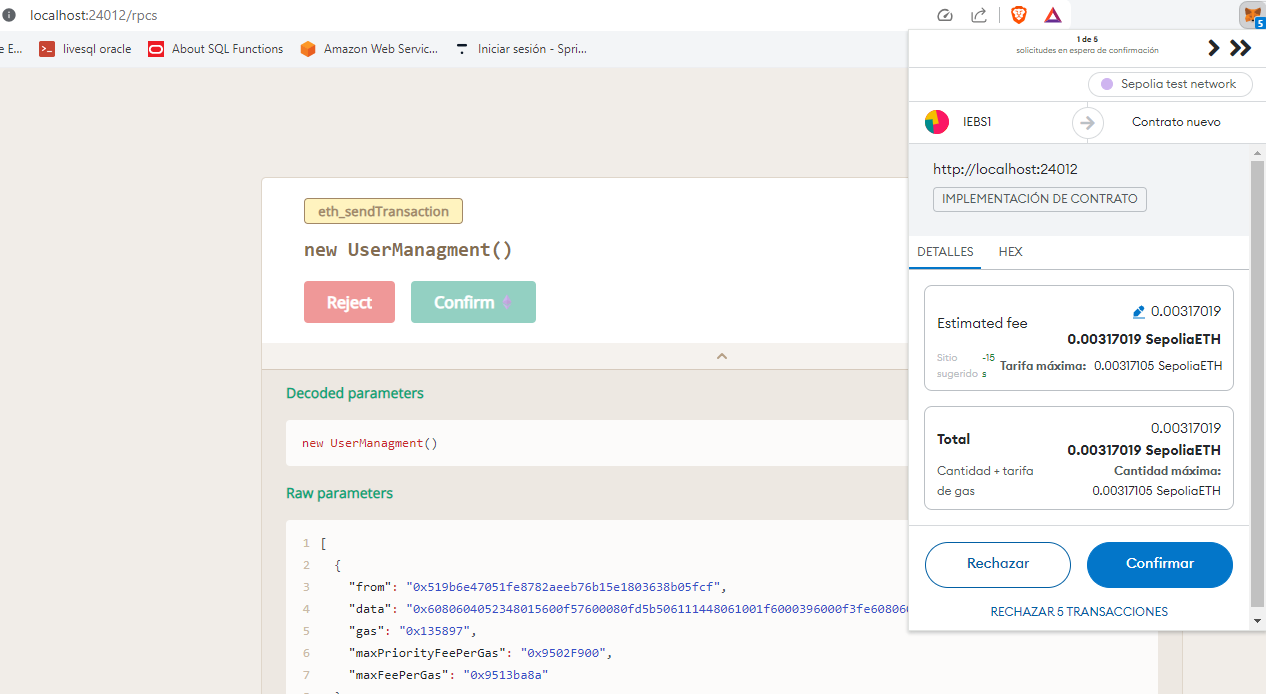 localhost:24012/rpcs
5
e E...
livesql oracle
About SQL Functions
Amazon Web Servic...
Iniciar sesión - Spri...
eth_sendTransaction
new UserManagment()
Reject
Confirm
Decoded parameters
new UserManagment()
Raw parameters
1 [
2 {
3 "from": "0x519b6e47051fe8782aeeb76b15e1803638b05fcf",
4 "data": "0x6080604052348015600f57600080fd5b506111448061001f6000396000f3fe60806
5 "gas": "0x135897",
6 "maxPriorityFeePerGas": "0x9502F900",
7 "maxFeePerGas": "0x9513ba8a"
1 de 5
solicitudes en espera de confirmación
Sepolia test network
IEBS1
Contrato nuevo
http://localhost:24012
IMPLEMENTACIÓN DE CONTRATO
DETALLES
HEX
Estimated fee
0.00317019
0.00317019 SepoliaETH
Sitio
sugerido
~15
s
Tarifa máxima: 0.00317105 SepoliaETH
Total
0.00317019
0.00317019 SepoliaETH
Cantidad + tarifa
de gas
Cantidad máxima:
0.00317105 SepoliaETH
Rechazar
Confirmar
RECHAZAR 5 TRANSACCIONES